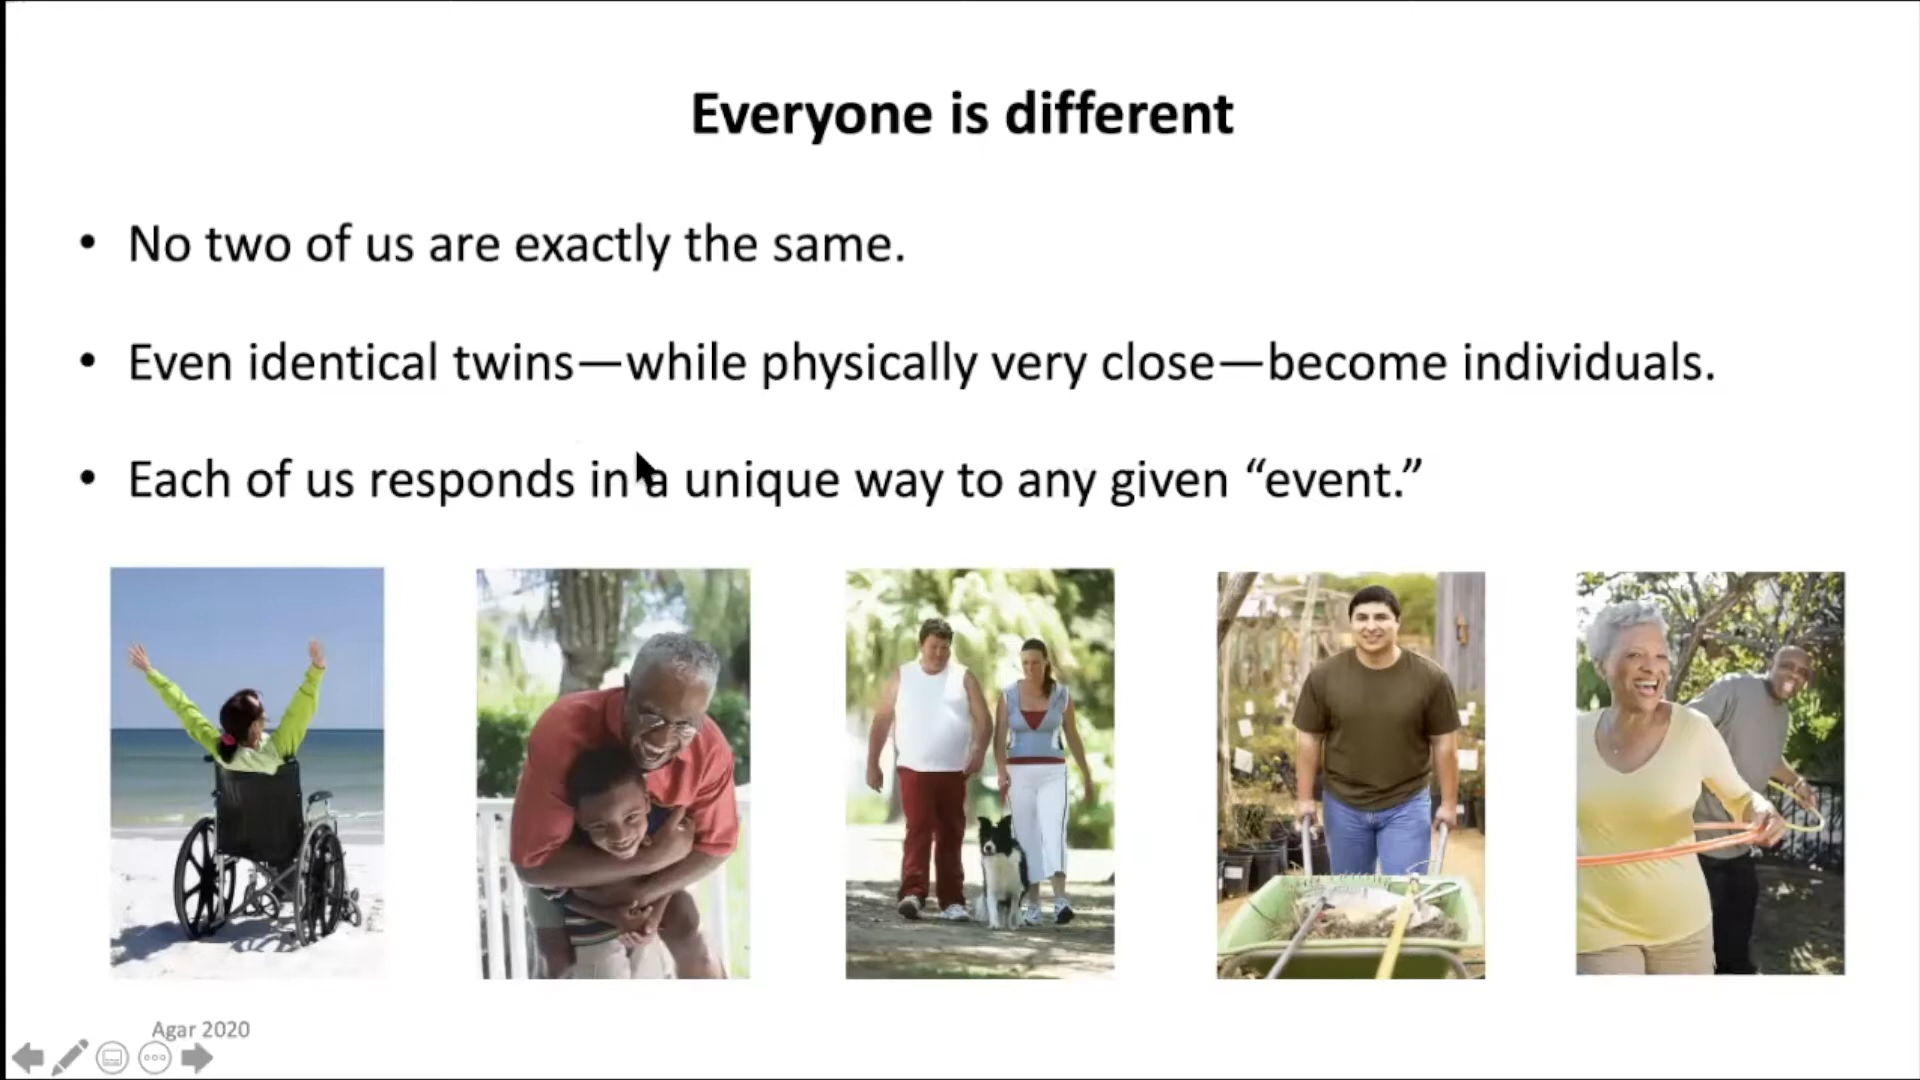 Everyone is different
• No two of us are exactly the same.
• Even identical twins—while physically very close—become individuals.
• Each of us responds in a unique way to any given “event.”
Agar 2020